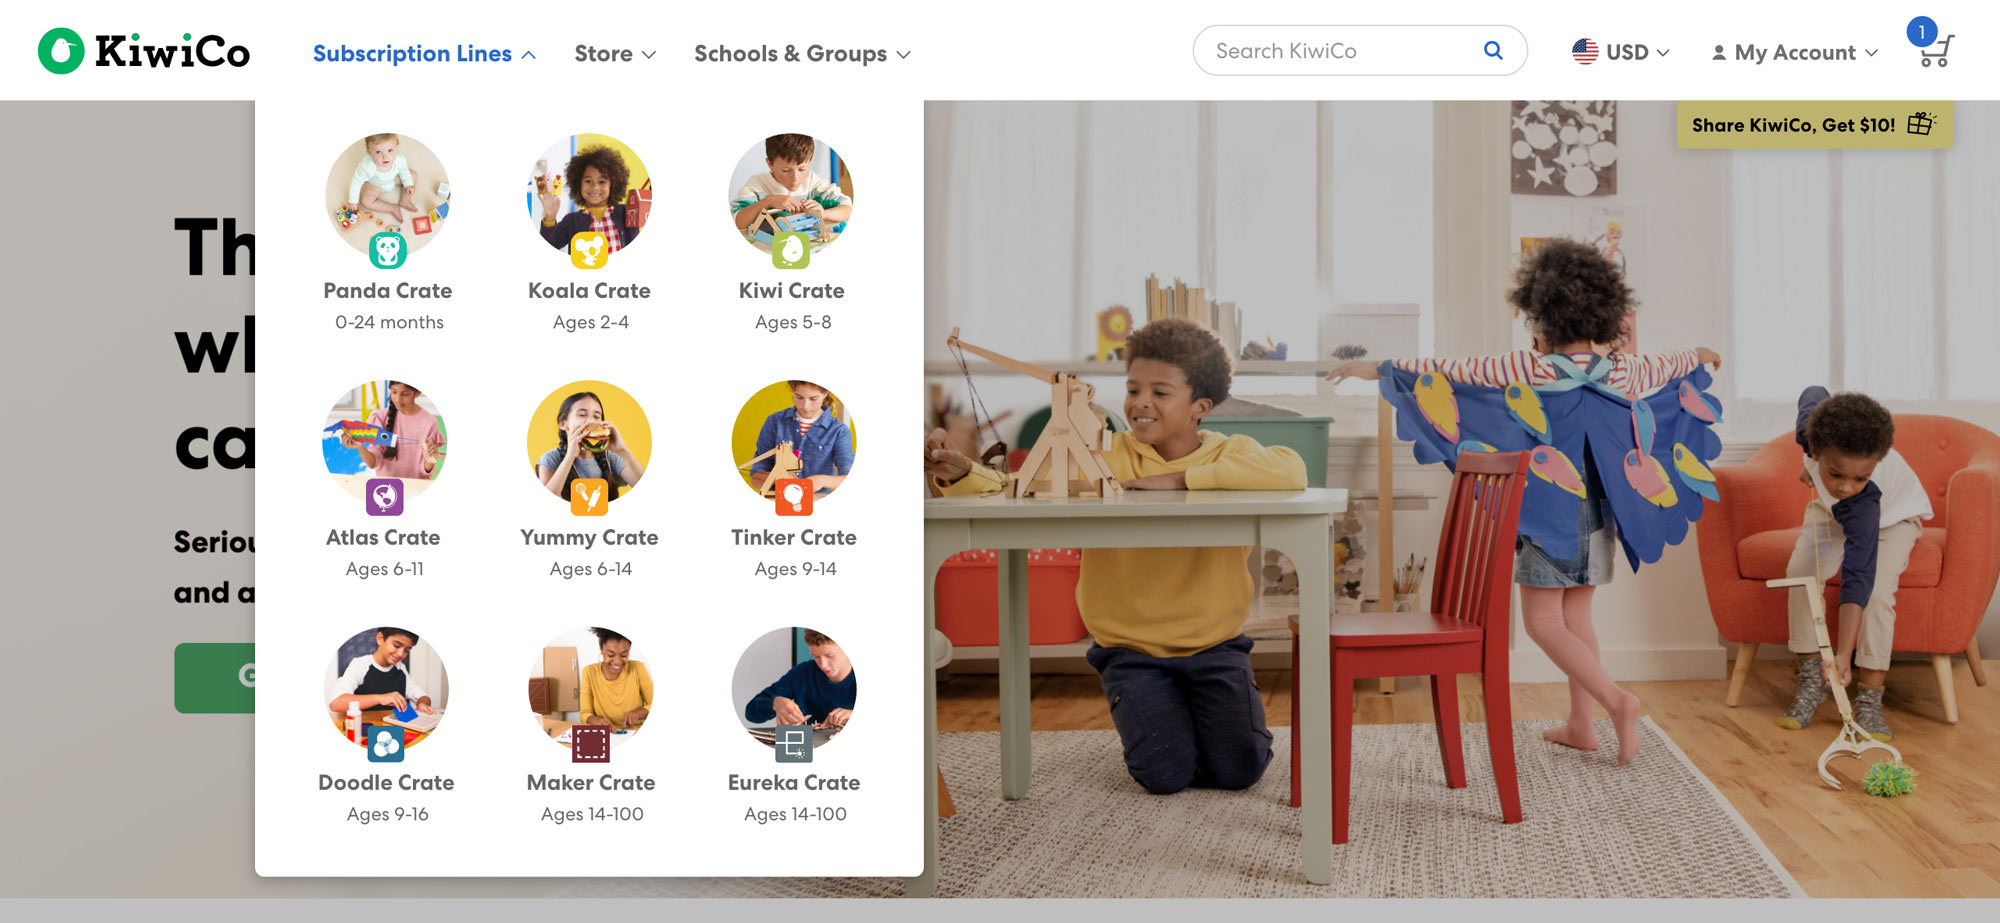 KiwiCo
Subscription Lines
Store
Schools & Groups
Search KiwiCo
USD
My Account
1
Share KiwiCo, Get $10!
Panda Crate
0-24 months
Koala Crate
Ages 2-4
Kiwi Crate
Ages 5-8
Atlas Crate
Ages 6-11
Yummy Crate
Ages 6-14
Tinker Crate
Ages 9-14
Doodle Crate
Ages 9-16
Maker Crate
Ages 14-100
Eureka Crate
Ages 14-100
Th
ca
Seriou
and a
G